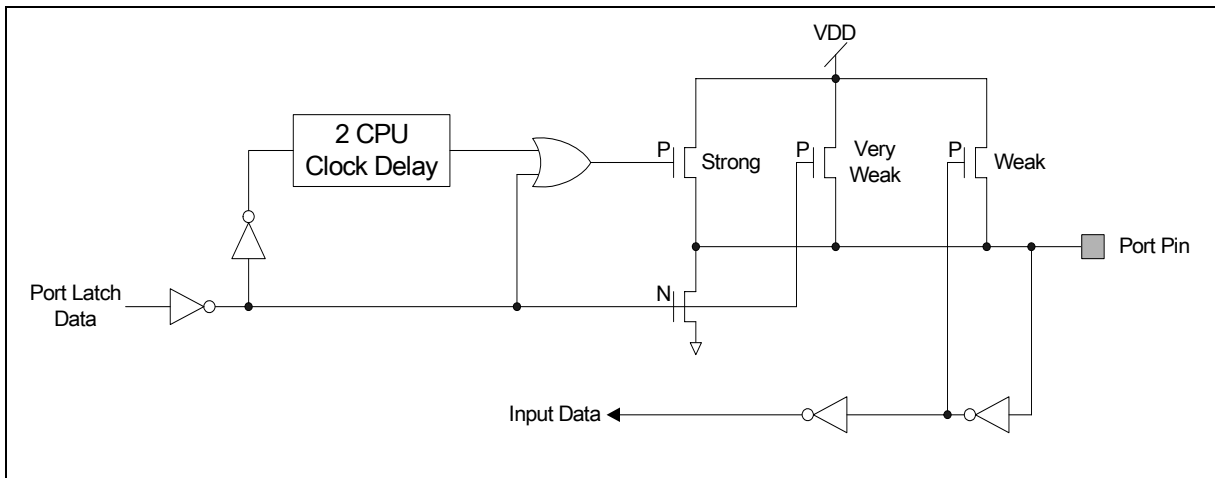 VDD
2 CPU
Clock Delay
P
Strong
P
Very
Weak
P
Weak
Port Pin
Port Latch
Data
N
Input Data